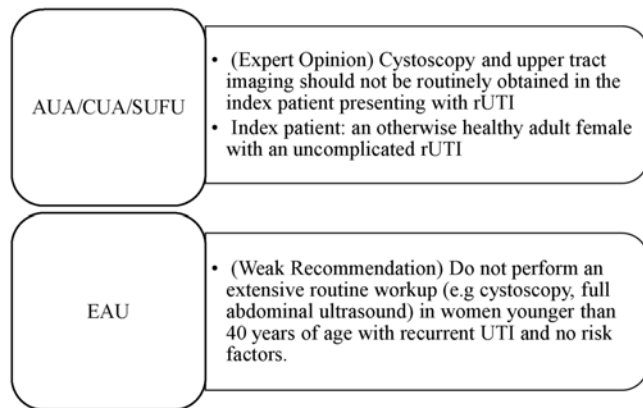 AUA/CUA/SUFU
• (Expert Opinion) Cystoscopy and upper tract
imaging should not be routinely obtained in the
index patient presenting with rUTI
• Index patient: an otherwise healthy adult female
with an uncomplicated rUTI
EAU
• (Weak Recommendation) Do not perform an
extensive routine workup (e.g cystoscopy, full
abdominal ultrasound) in women younger than
40 years of age with recurrent UTI and no risk
factors.